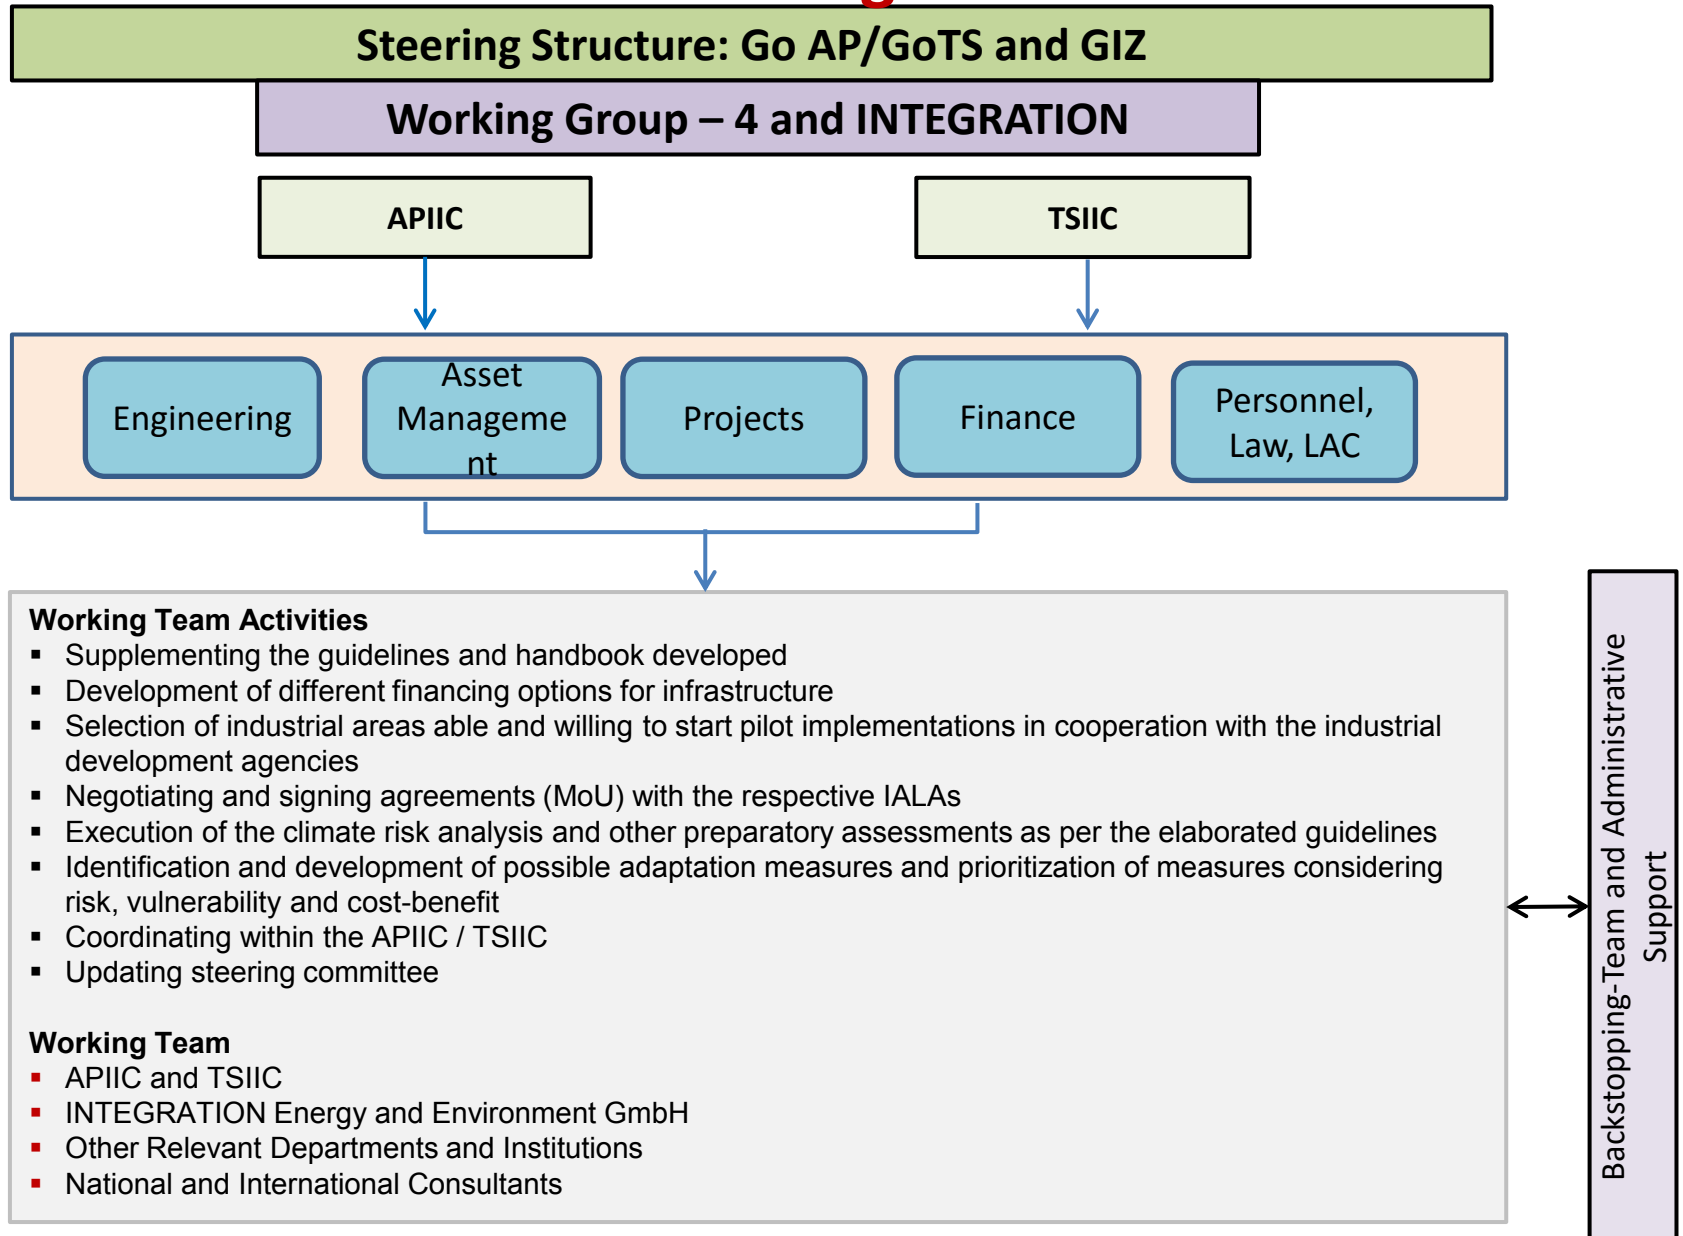 Steering Structure: Go AP/GoTS and GIZ
Working Group – 4 and INTEGRATION
APIIC
TSIIC
Engineering
Asset
Manageme
nt
Projects
Finance
Personnel,
Law, LAC
Working Team Activities
▪ Supplementing the guidelines and handbook developed
▪ Development of different financing options for infrastructure
▪ Selection of industrial areas able and willing to start pilot implementations in cooperation with the industrial
development agencies
▪ Negotiating and signing agreements (MoU) with the respective IALAs
▪ Execution of the climate risk analysis and other preparatory assessments as per the elaborated guidelines
▪ Identification and development of possible adaptation measures and prioritization of measures considering
risk, vulnerability and cost-benefit
▪ Coordinating within the APIIC / TSIIC
▪ Updating steering committee
Working Team
▪ APIIC and TSIIC
▪ INTEGRATION Energy and Environment GmbH
▪ Other Relevant Departments and Institutions
▪ National and International Consultants
Backstopping-Team and Administrative
Support